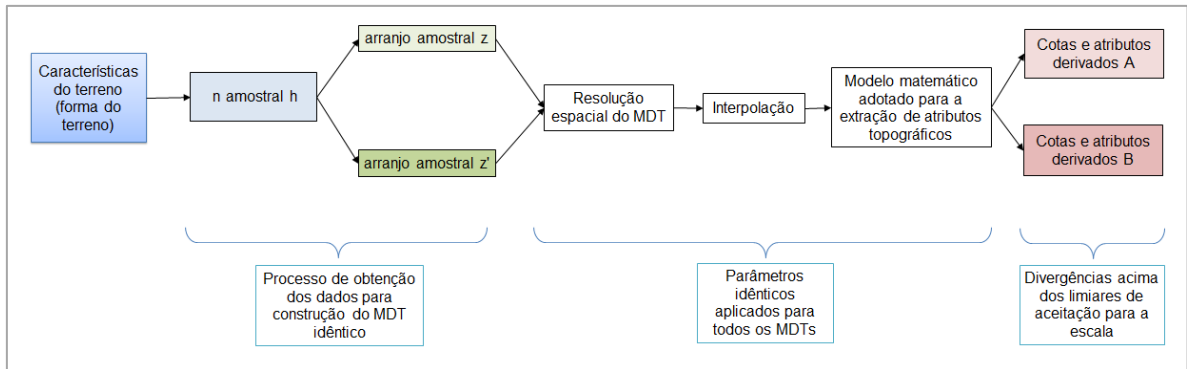 Características
do terreno
(forma do
terreno)
n amostral h
arranjo amostral z
arranjo amostral z'
Resolução
espacial do MDT
Interpolação
Modelo matemático
adotado para a
extração de atributos
topográficos
Cotas e atributos
derivados A
Cotas e atributos
derivados B
Processo de obtenção
dos dados para
construção do MDT
idêntico
Parâmetros
idênticos
aplicados para
todos os MDTs
Divergências acima
dos limiares de
aceitação para a
escala